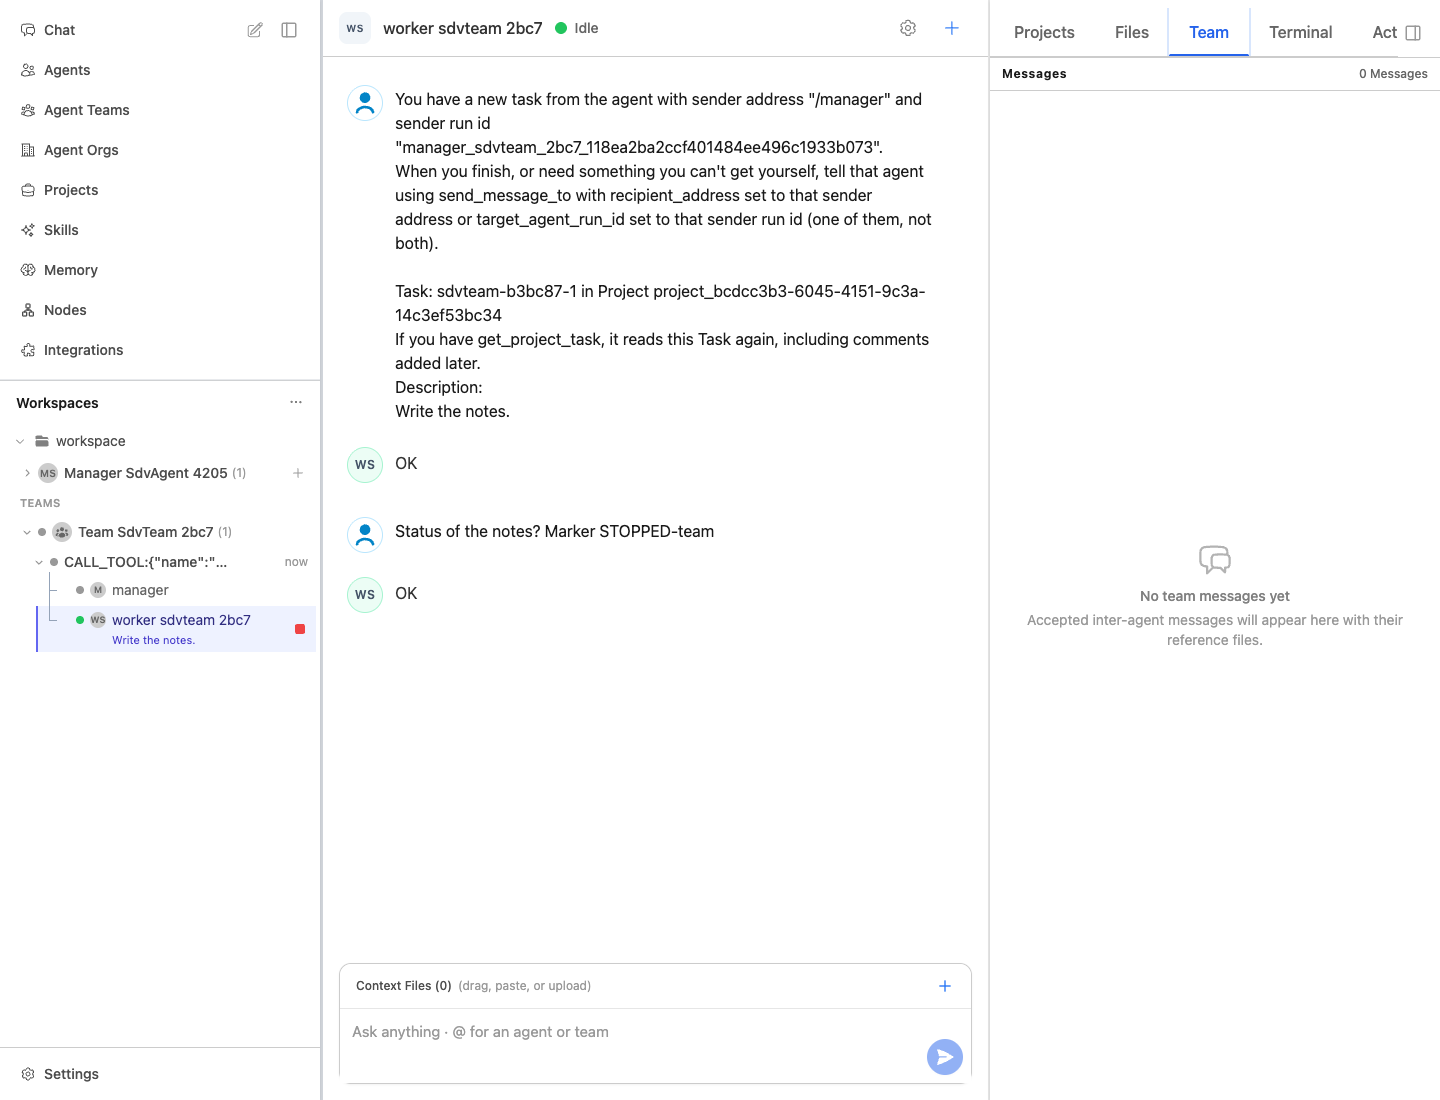 Chat
Agents
Agent Teams
Agent Orgs
Projects
Skills
Memory
Nodes
Integrations
Workspaces
workspace
MS Manager SdvAgent 4205 (1)
TEAMS
Team SdvTeam 2bc7 (1)
CALL_TOOL:{"name":"... now
M manager
WS worker sdvteam 2bc7
Write the notes.
Settings
WS worker sdvteam 2bc7 Idle
You have a new task from the agent with sender address "/manager" and
sender run id
"manager_sdvteam_2bc7_118ea2ba2ccf401484ee496c1933b073".
When you finish, or need something you can't get yourself, tell that agent
using send_message_to with recipient_address set to that sender
address or target_agent_run_id set to that sender run id (one of them, not
both).
Task: sdvteam-b3bc87-1 in Project project_bcdcc3b3-6045-4151-9c3a-
14c3ef53bc34
If you have get_project_task, it reads this Task again, including comments
added later.
Description:
Write the notes.
WS OK
Status of the notes? Marker STOPPED-team
WS OK
Context Files (0) (drag, paste, or upload)
Ask anything · @ for an agent or team
Projects Files Team Terminal Act
Messages 0 Messages
No team messages yet
Accepted inter-agent messages will appear here with their
reference files.